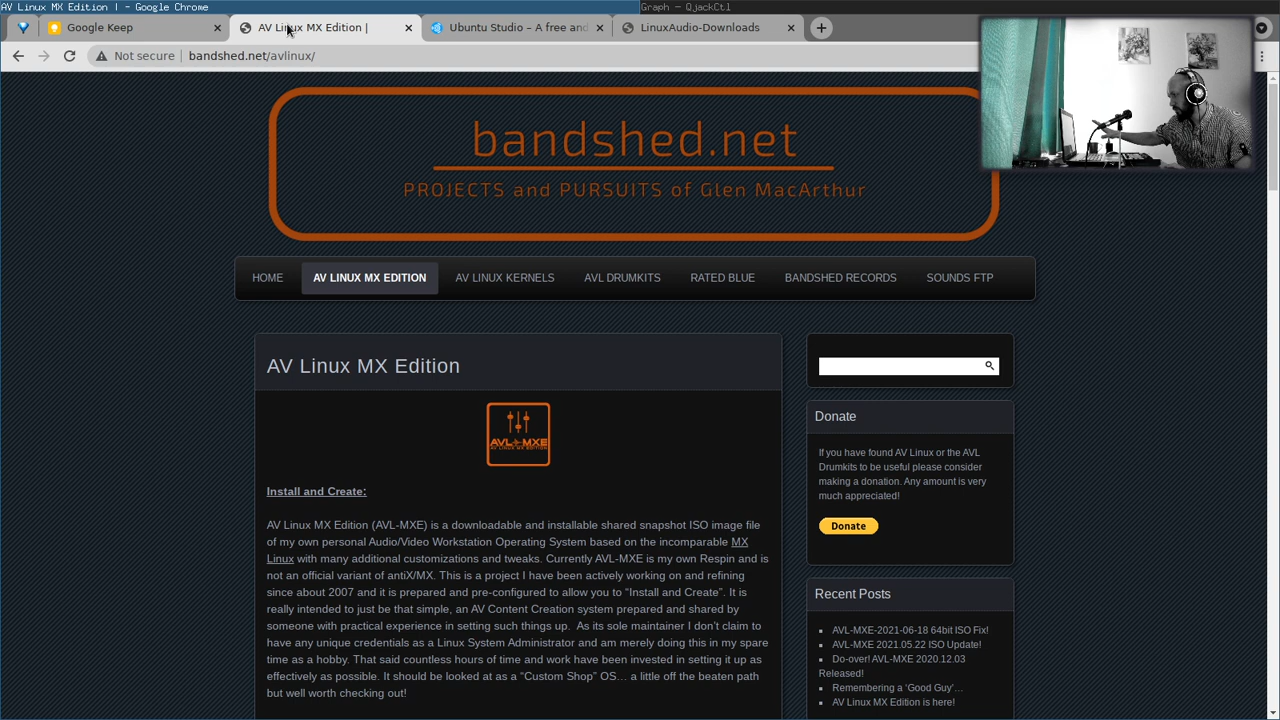 AV Linux MX Edition | - Google Chrome
Graph - QjackCtl
Google Keep
AV Linux MX Edition |
Ubuntu Studio – A free and
LinuxAudio-Downloads
Not secure
bandshed.net/avlinux/
bandshed.net
PROJECTS and PURSUITS of Glen MacArthur
HOME
AV LINUX MX EDITION
AV LINUX KERNELS
AVL DRUMKITS
RATED BLUE
BANDSHED RECORDS
SOUNDS FTP
AV Linux MX Edition
AVL-MXE
AV LINUX MX EDITION
Install and Create:
AV Linux MX Edition (AVL-MXE) is a downloadable and installable shared snapshot ISO image file
of my own personal Audio/Video Workstation Operating System based on the incomparable MX
Linux with many additional customizations and tweaks. Currently AVL-MXE is my own Respin and is
not an official variant of antiX/MX. This is a project I have been actively working on and refining
since about 2007 and it is prepared and pre-configured to allow you to “Install and Create”. It is
really intended to just be that simple, an AV Content Creation system prepared and shared by
someone with practical experience in setting such things up.  As its sole maintainer I don’t claim to
have any unique credentials as a Linux System Administrator and am merely doing this in my spare
time as a hobby. That said countless hours of time and work have been invested in setting it up as
effectively as possible. It should be looked at as a “Custom Shop” OS… a little off the beaten path
but well worth checking out!
Donate
If you have found AV Linux or the AVL
Drumkits to be useful please consider
making a donation. Any amount is very
much appreciated!
Donate
Recent Posts
AVL-MXE-2021-06-18 64bit ISO Fix!
AVL-MXE 2021.05.22 ISO Update!
Do-over! AVL-MXE 2020.12.03
Released!
Remembering a ‘Good Guy’…
AV Linux MX Edition is here!